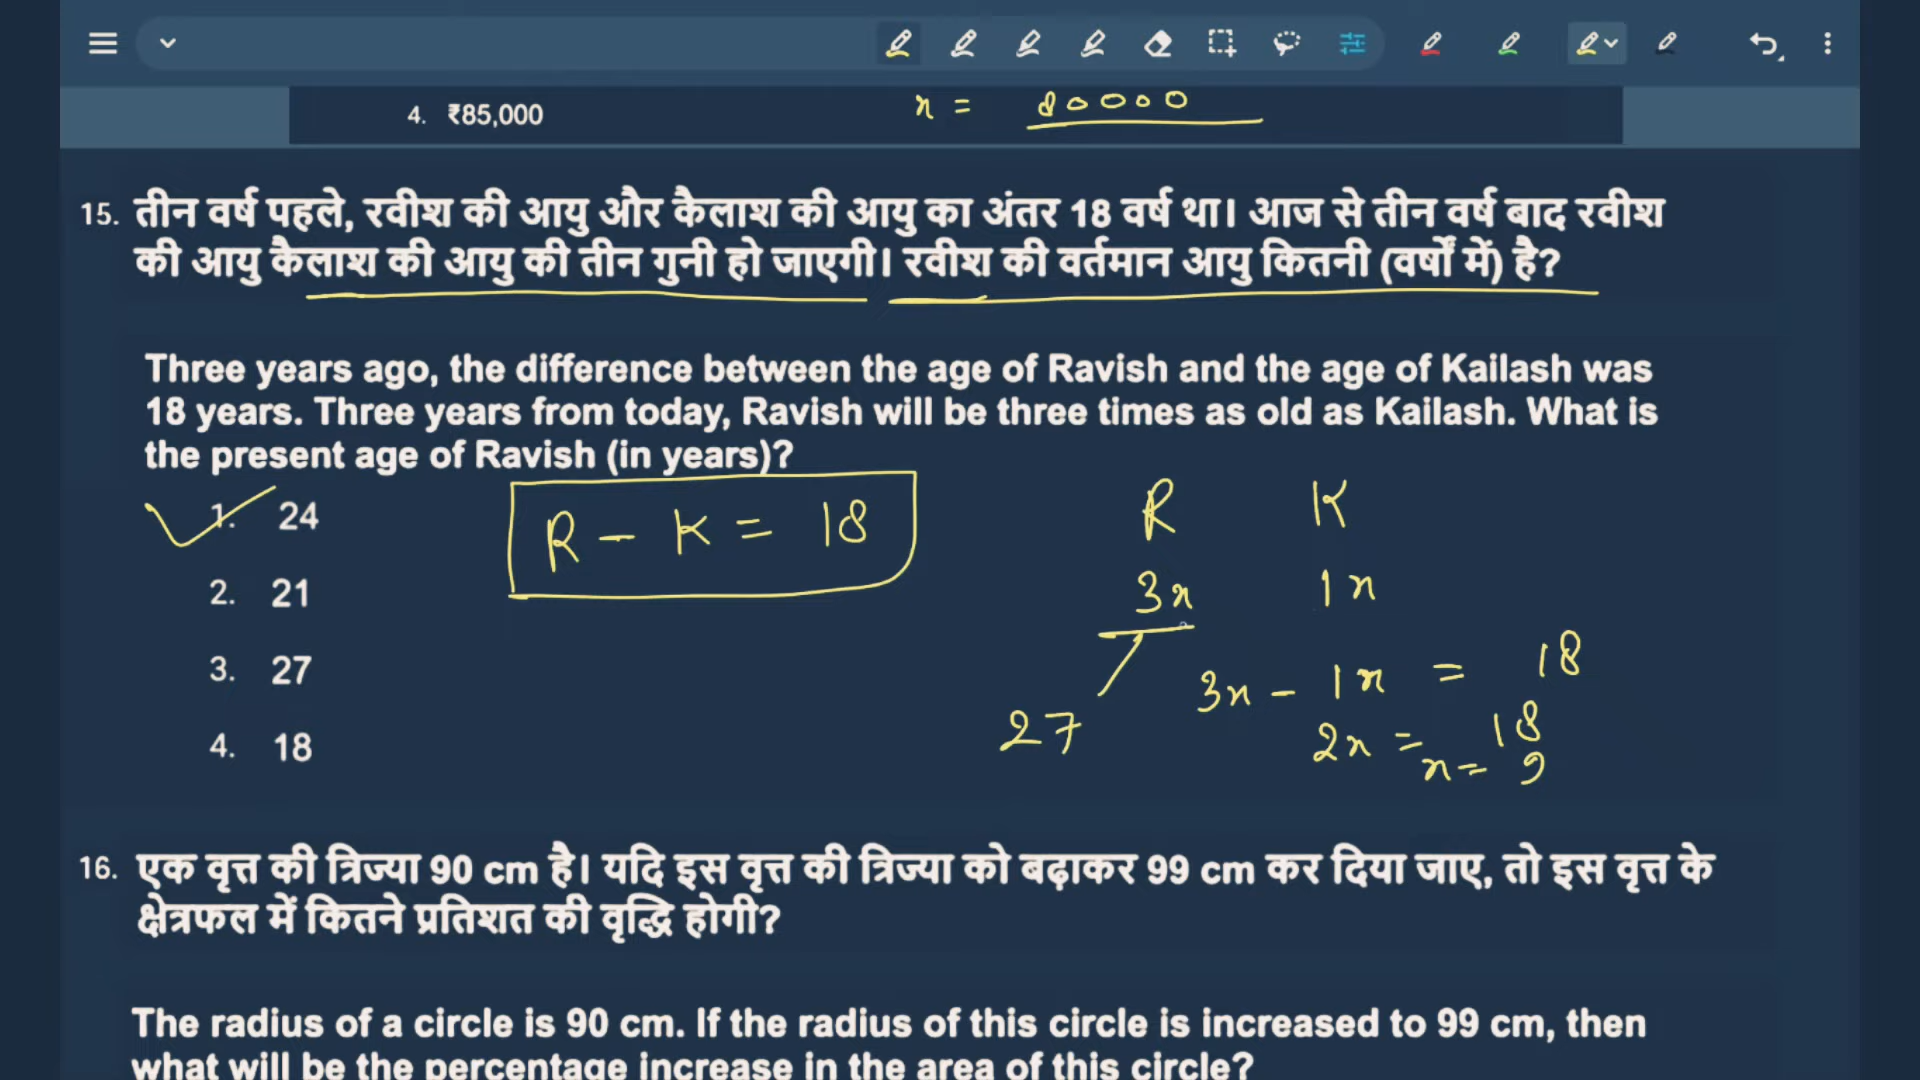 4. ₹85,000
x = 80000
15. तीन वर्ष पहले, रवीश की आयु और कैलाश की आयु का अंतर 18 वर्ष था। आज से तीन वर्ष बाद रवीश
की आयु कैलाश की आयु की तीन गुनी हो जाएगी। रवीश की वर्तमान आयु कितनी (वर्षों में) है?
Three years ago, the difference between the age of Ravish and the age of Kailash was
18 years. Three years from today, Ravish will be three times as old as Kailash. What is
the present age of Ravish (in years)?
1. 24
2. 21
3. 27
4. 18
R - K = 18
R K
3x 1x
27
3x - 1x = 18
2x = 18
x = 9
16. एक वृत्त की त्रिज्या 90 cm है। यदि इस वृत्त की त्रिज्या को बढ़ाकर 99 cm कर दिया जाए, तो इस वृत्त के
क्षेत्रफल में कितने प्रतिशत की वृद्धि होगी?
The radius of a circle is 90 cm. If the radius of this circle is increased to 99 cm, then
what will be the percentage increase in the area of this circle?